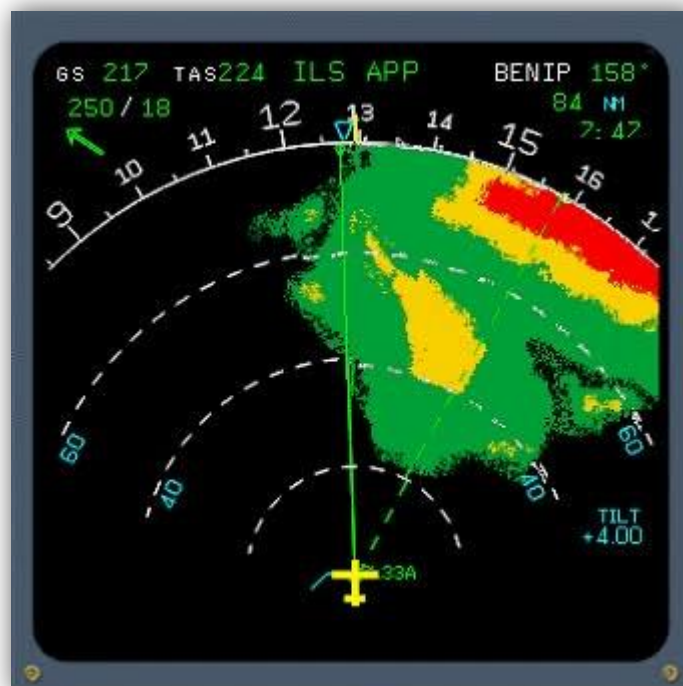 GS 217 TAS224 ILS APP BENIP 158°
250 / 18 84 NM
7:47
9 10 11 12 13 14 15 16
60 40 40 60
TILT
+4.00
33A